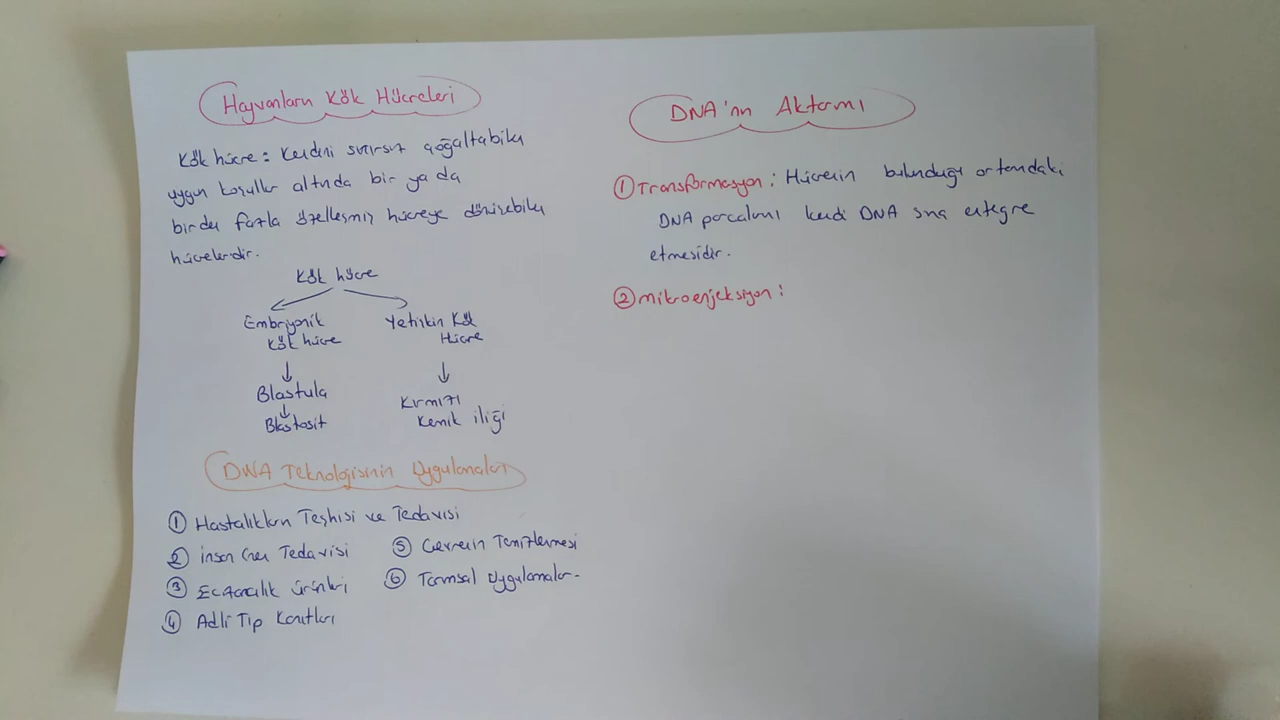 Hayvanların Kök Hücreleri
Kök hücre: Kendini sınırsız çoğaltabilen
uygun koşullar altında bir ya da
birden fazla özelleşmiş hücreye dönüşebilen
hücrelerdir.
Kök hücre
Embriyonik
Kök hücre
Yetişkin Kök
Hücre
Blastula
Blastosit
Kırmızı
Kemik iliği
DNA Teknolojisinin Uygulamaları
① Hastalıkların Teşhisi ve Tedavisi
② insan Gen Tedavisi
③ Eczacılık ürünleri
④ Adli Tıp Kanıtları
⑤ Çevrenin Temizlenmesi
⑥ Tarımsal Uygulamalar.
DNA'nın Aktarımı
① Transformasyon: Hücrenin bulunduğu ortamdaki
DNA parçalarını kendi DNA sına entegre
etmesidir.
② mikroenjeksiyon: